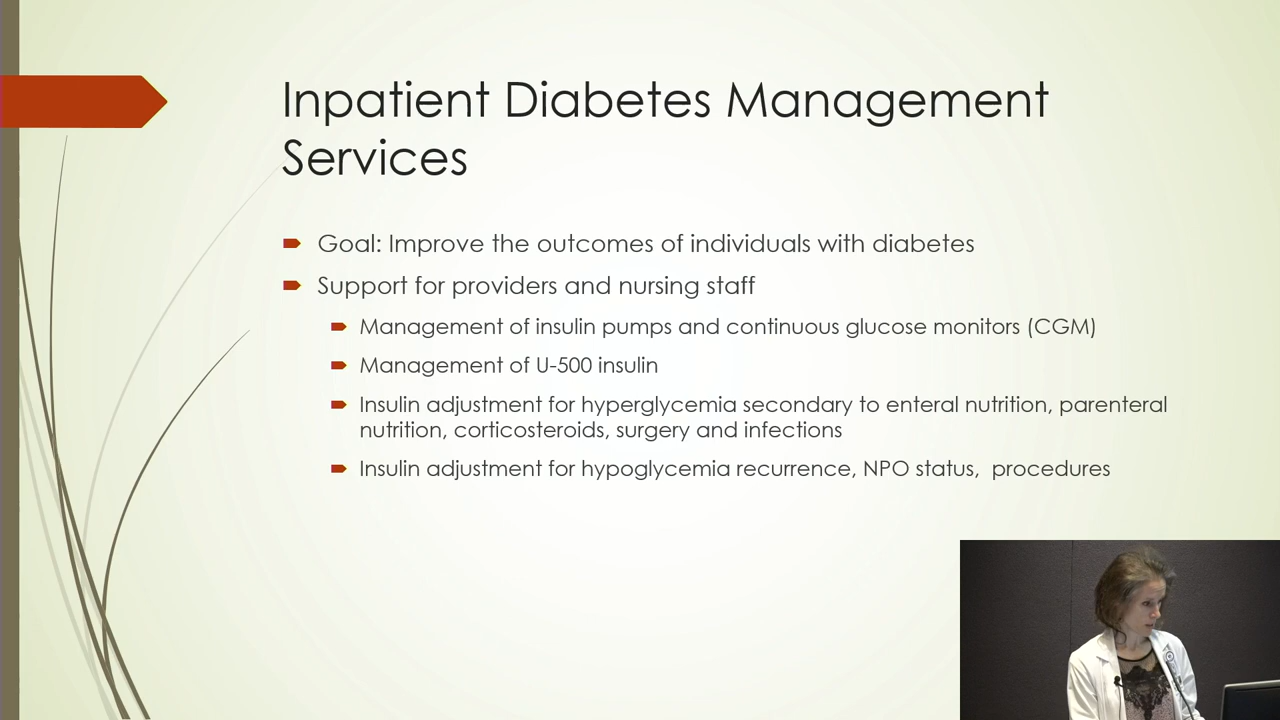 Inpatient Diabetes Management
Services
Goal: Improve the outcomes of individuals with diabetes
Support for providers and nursing staff
Management of insulin pumps and continuous glucose monitors (CGM)
Management of U-500 insulin
Insulin adjustment for hyperglycemia secondary to enteral nutrition, parenteral
nutrition, corticosteroids, surgery and infections
Insulin adjustment for hypoglycemia recurrence, NPO status,  procedures